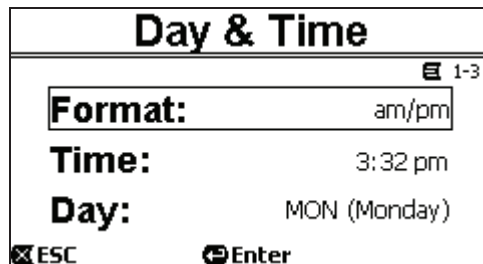 Day & Time
1-3
Format: am/pm
Time: 3:32 pm
Day: MON (Monday)
ESC Enter